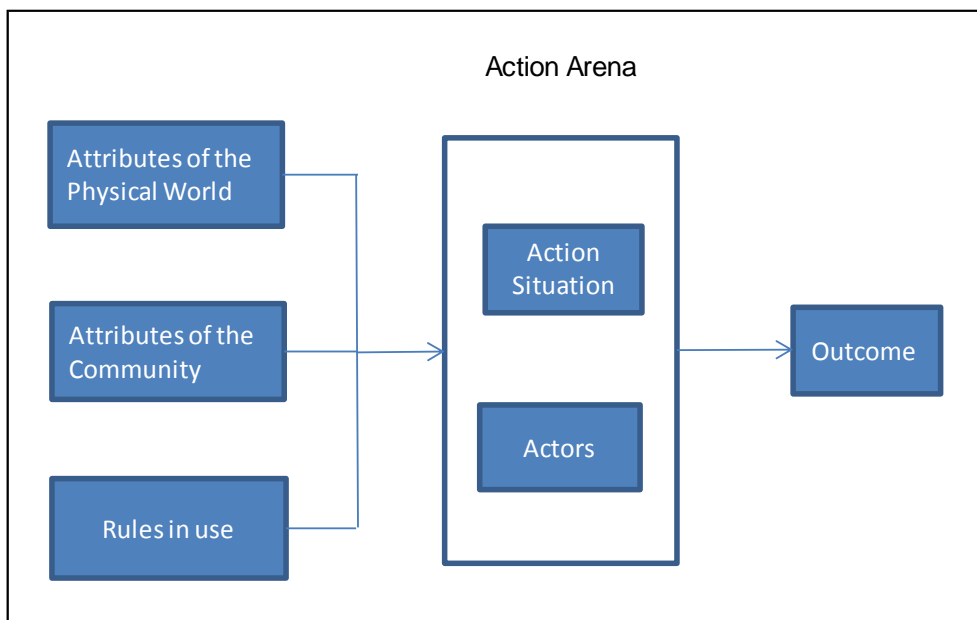 Action Arena
Attributes of the
Physical World
Attributes of the
Community
Rules in use
Action
Situation
Actors
Outcome